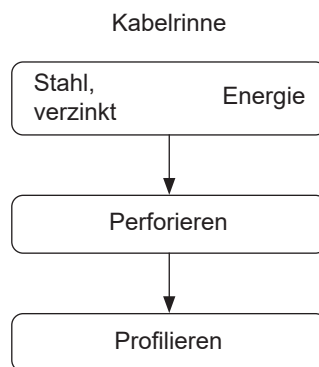 Kabelrinne
Stahl,
verzinkt
Energie
Perforieren
Profilieren